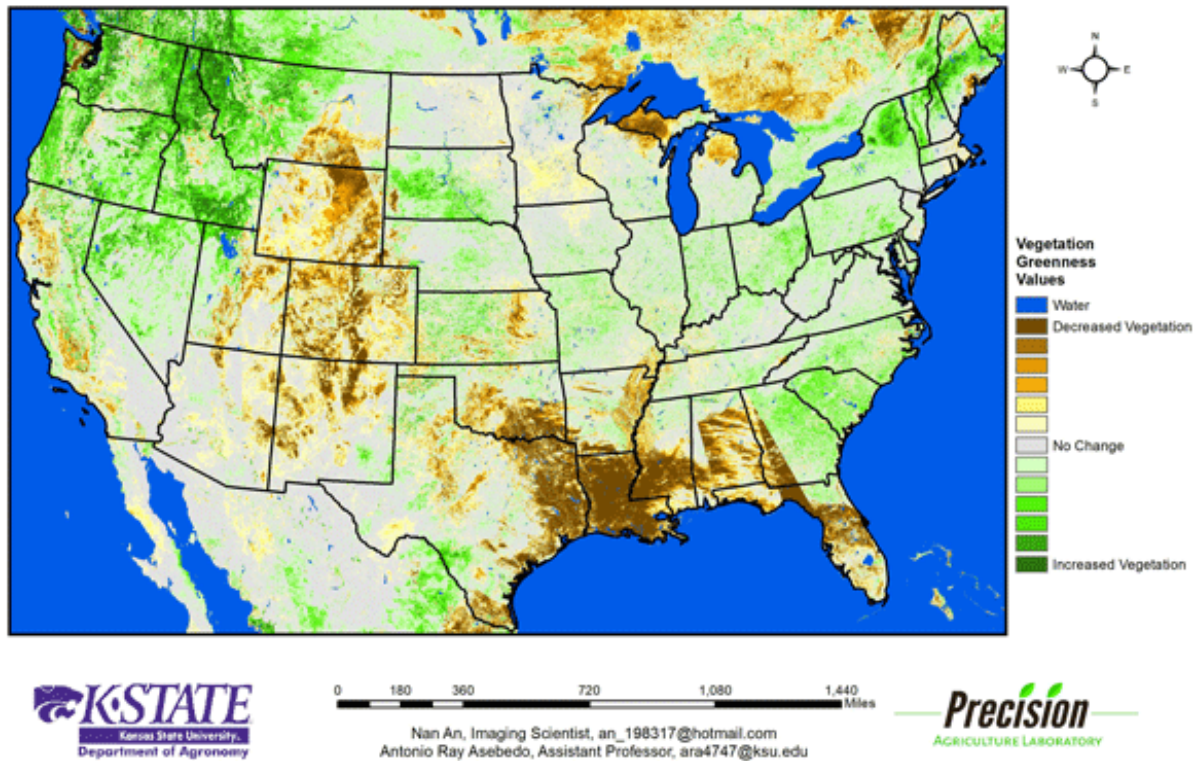 N
W E
S
Vegetation
Greenness
Values
Water
Decreased Vegetation
No Change
Increased Vegetation
K-STATE
Kansas State University.
Department of Agronomy
0 180 360 720 1,080 1,440
Miles
Nan An, Imaging Scientist, an_198317@hotmail.com
Antonio Ray Asebedo, Assistant Professor, ara4747@ksu.edu
Precision
AGRICULTURE LABORATORY